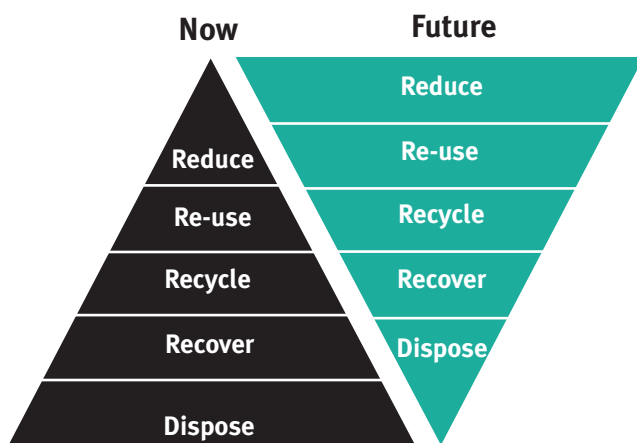 Now
Reduce
Re-use
Recycle
Recover
Dispose
Future
Reduce
Re-use
Recycle
Recover
Dispose